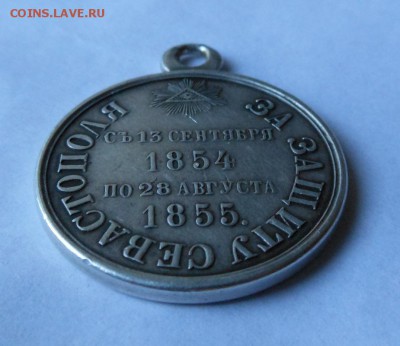 COINS.LAVE.RU
СЪ 13 СЕНТЯБРЯ
1854
ПО 28 АВГУСТА
1855.
ЗА ЗАЩИТУ СЕВАСТОПОЛЯ